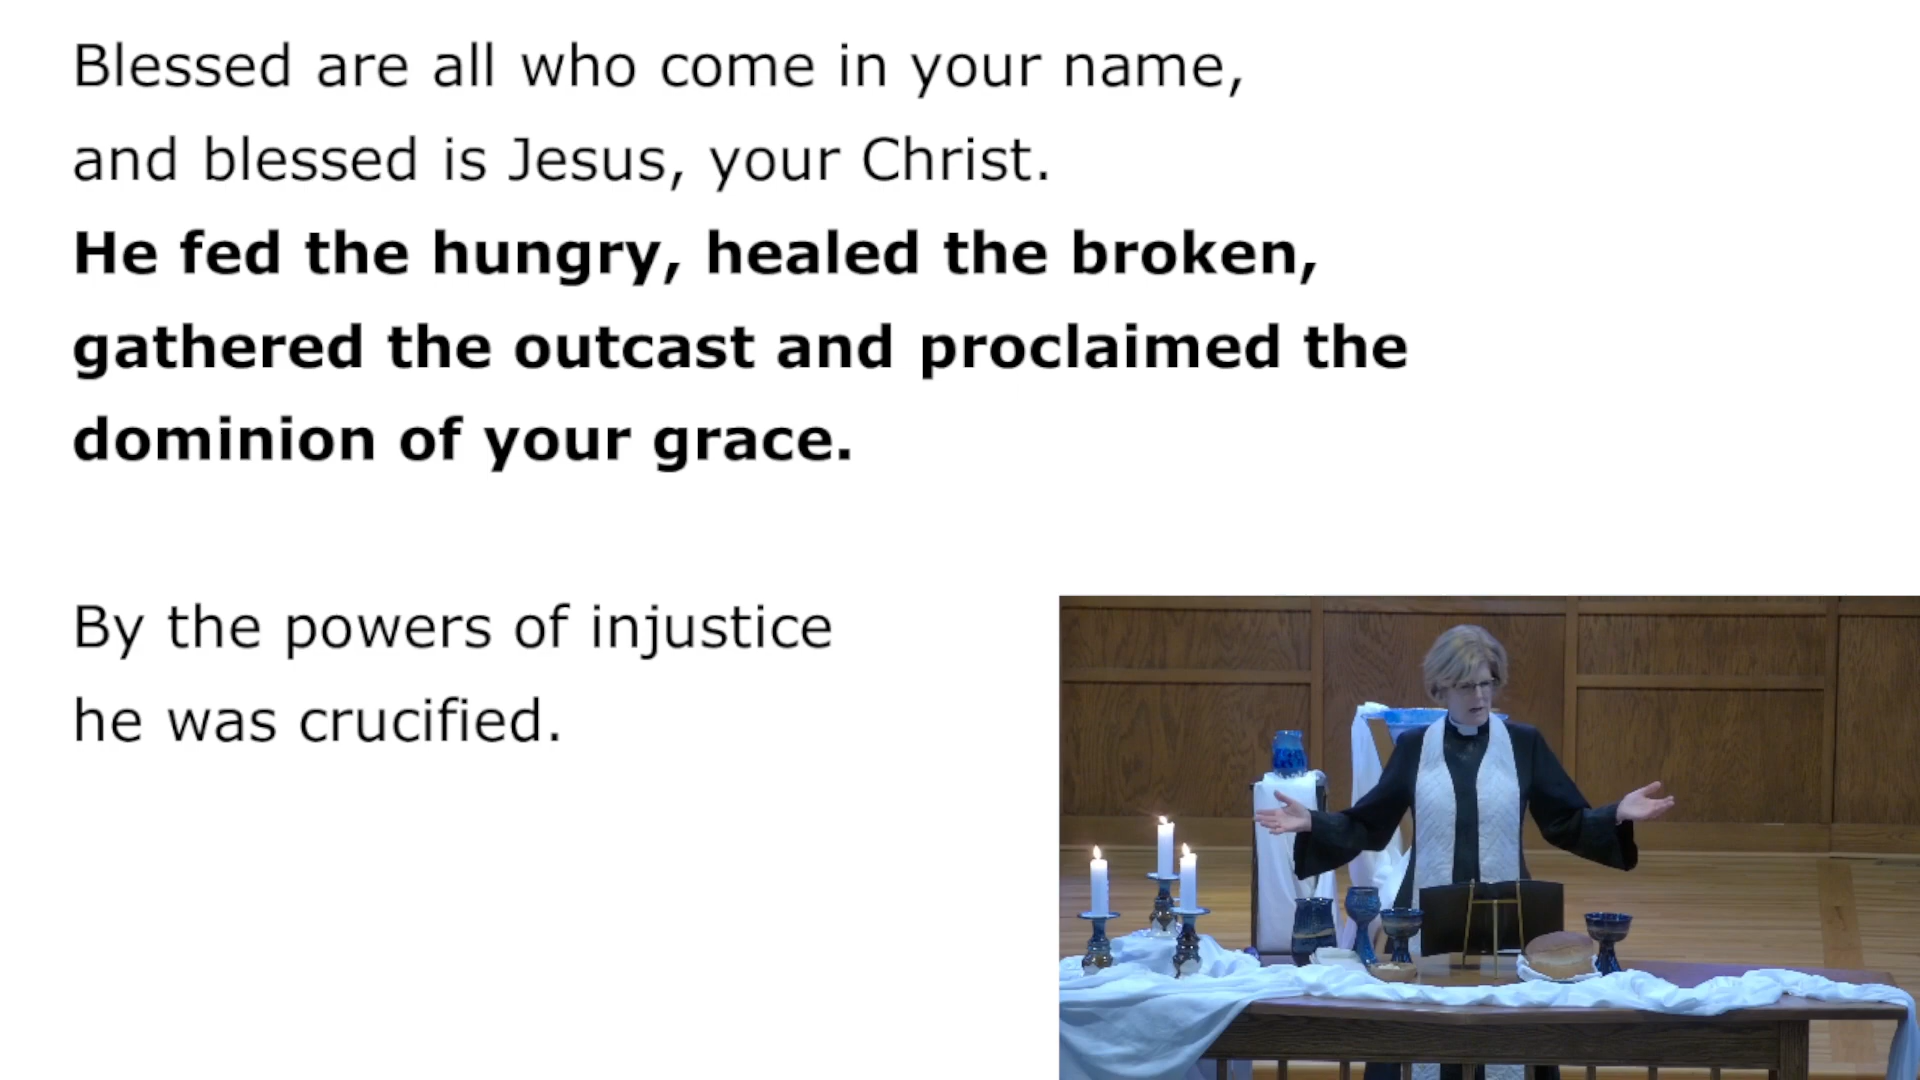 Blessed are all who come in your name,
and blessed is Jesus, your Christ.
He fed the hungry, healed the broken,
gathered the outcast and proclaimed the
dominion of your grace.
By the powers of injustice
he was crucified.